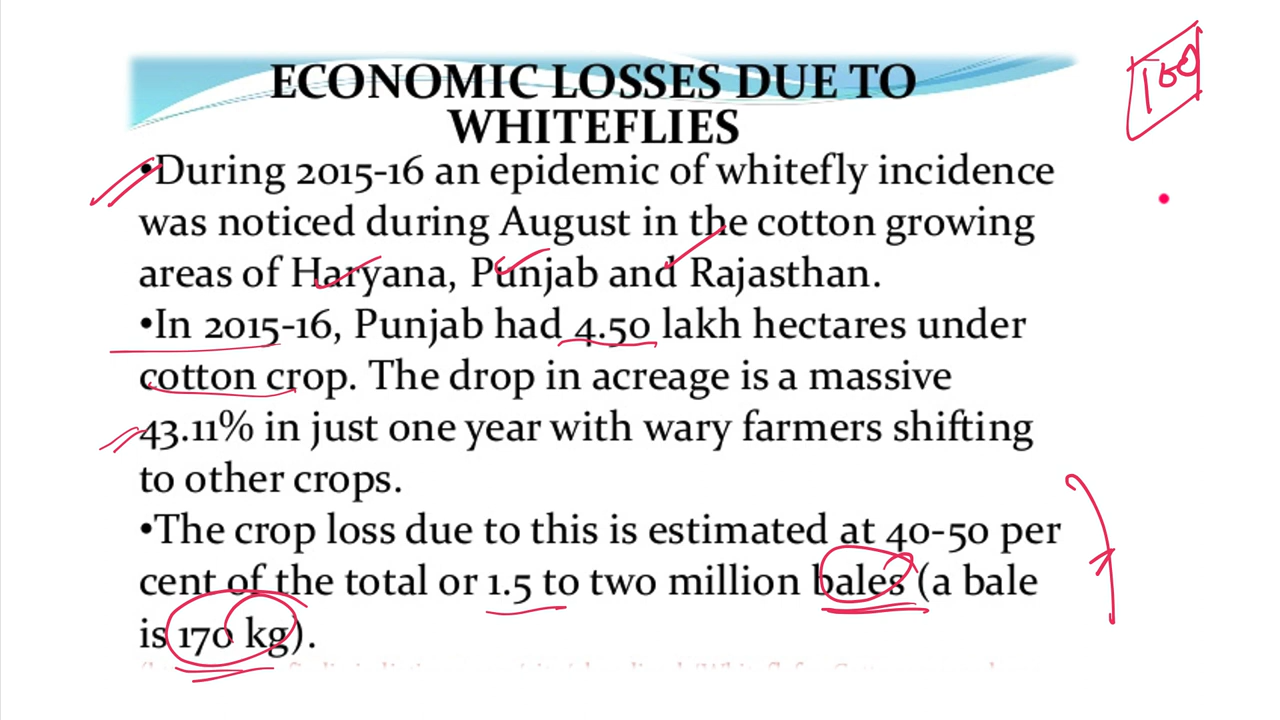 ECONOMIC LOSSES DUE TO
WHITEFLIES
•During 2015-16 an epidemic of whitefly incidence
was noticed during August in the cotton growing
areas of Haryana, Punjab and Rajasthan.
•In 2015-16, Punjab had 4.50 lakh hectares under
cotton crop. The drop in acreage is a massive
43.11% in just one year with wary farmers shifting
to other crops.
•The crop loss due to this is estimated at 40-50 per
cent of the total or 1.5 to two million bales (a bale
is 170 kg).